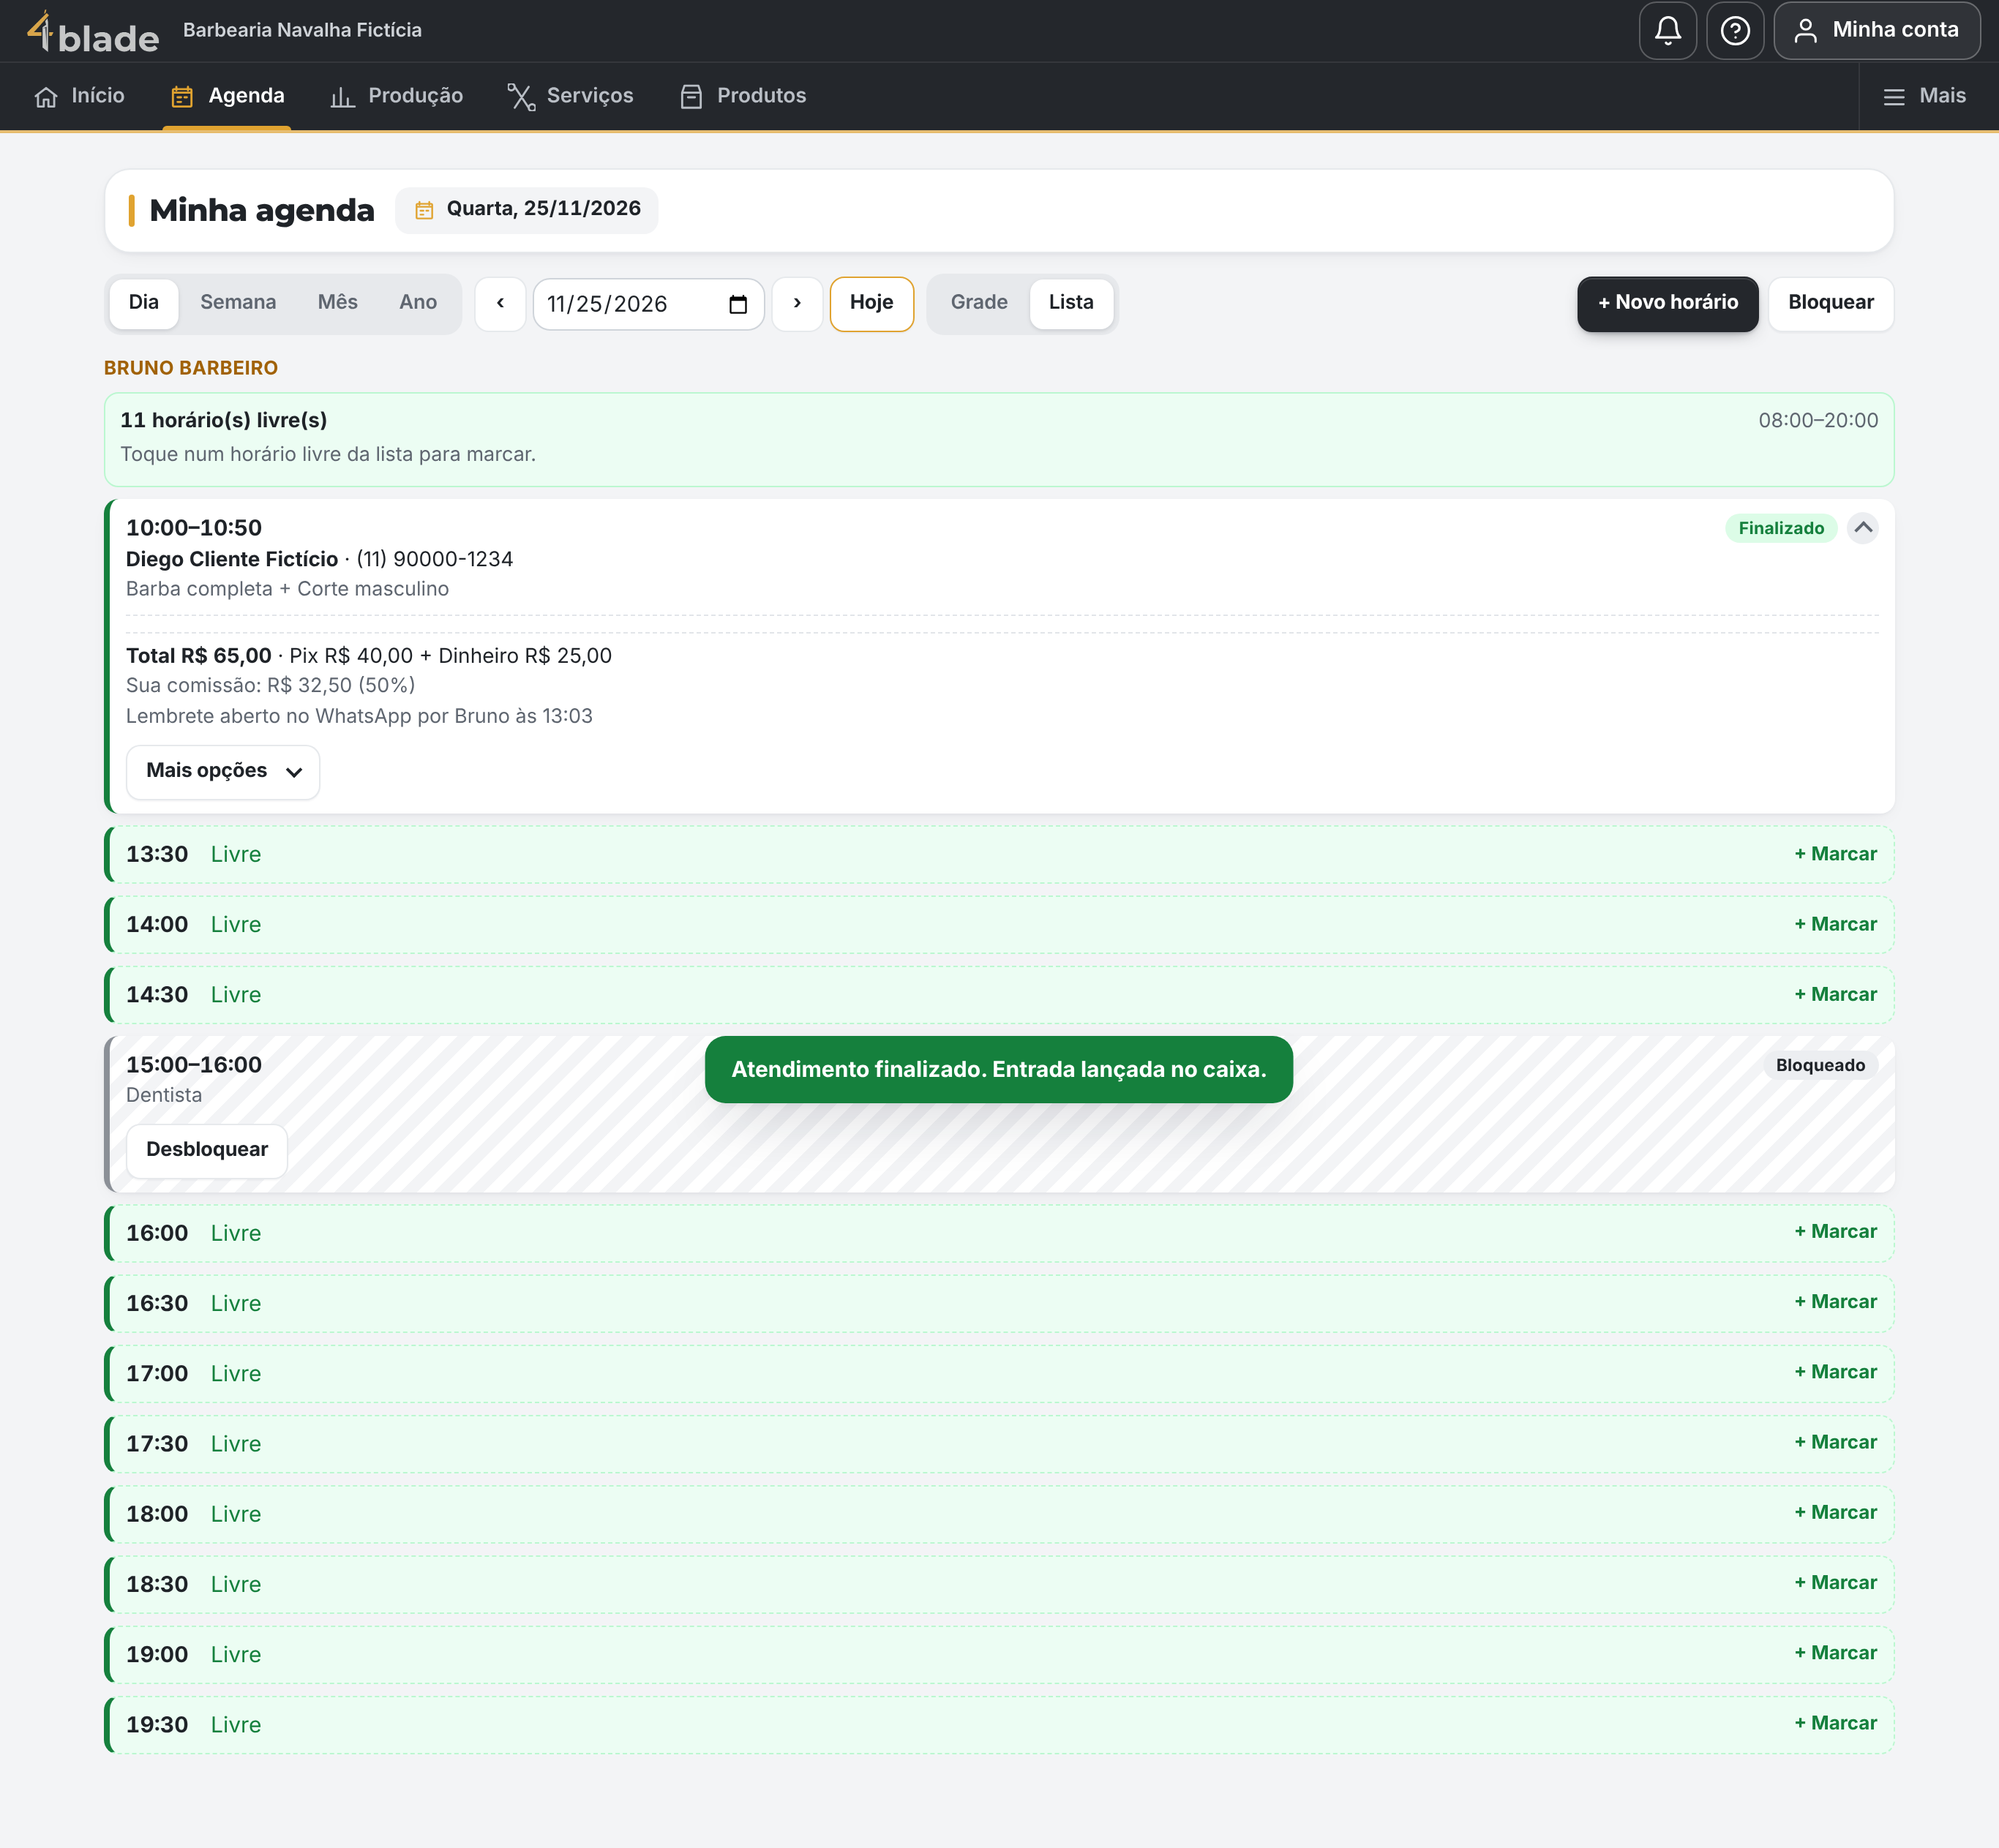 4blade Barbearia Navalha Fictícia Minha conta
Início Agenda Produção Serviços Produtos Mais
Minha agenda Quarta, 25/11/2026
Dia Semana Mês Ano ‹ 11/25/2026 › Hoje Grade Lista + Novo horário Bloquear
BRUNO BARBEIRO
11 horário(s) livre(s) 08:00–20:00
Toque num horário livre da lista para marcar.
10:00–10:50 Finalizado
Diego Cliente Fictício · (11) 90000-1234
Barba completa + Corte masculino
Total R$ 65,00 · Pix R$ 40,00 + Dinheiro R$ 25,00
Sua comissão: R$ 32,50 (50%)
Lembrete aberto no WhatsApp por Bruno às 13:03
Mais opções
13:30 Livre + Marcar
14:00 Livre + Marcar
14:30 Livre + Marcar
15:00–16:00 Bloqueado
Atendimento finalizado. Entrada lançada no caixa.
Dentista
Desbloquear
16:00 Livre + Marcar
16:30 Livre + Marcar
17:00 Livre + Marcar
17:30 Livre + Marcar
18:00 Livre + Marcar
18:30 Livre + Marcar
19:00 Livre + Marcar
19:30 Livre + Marcar